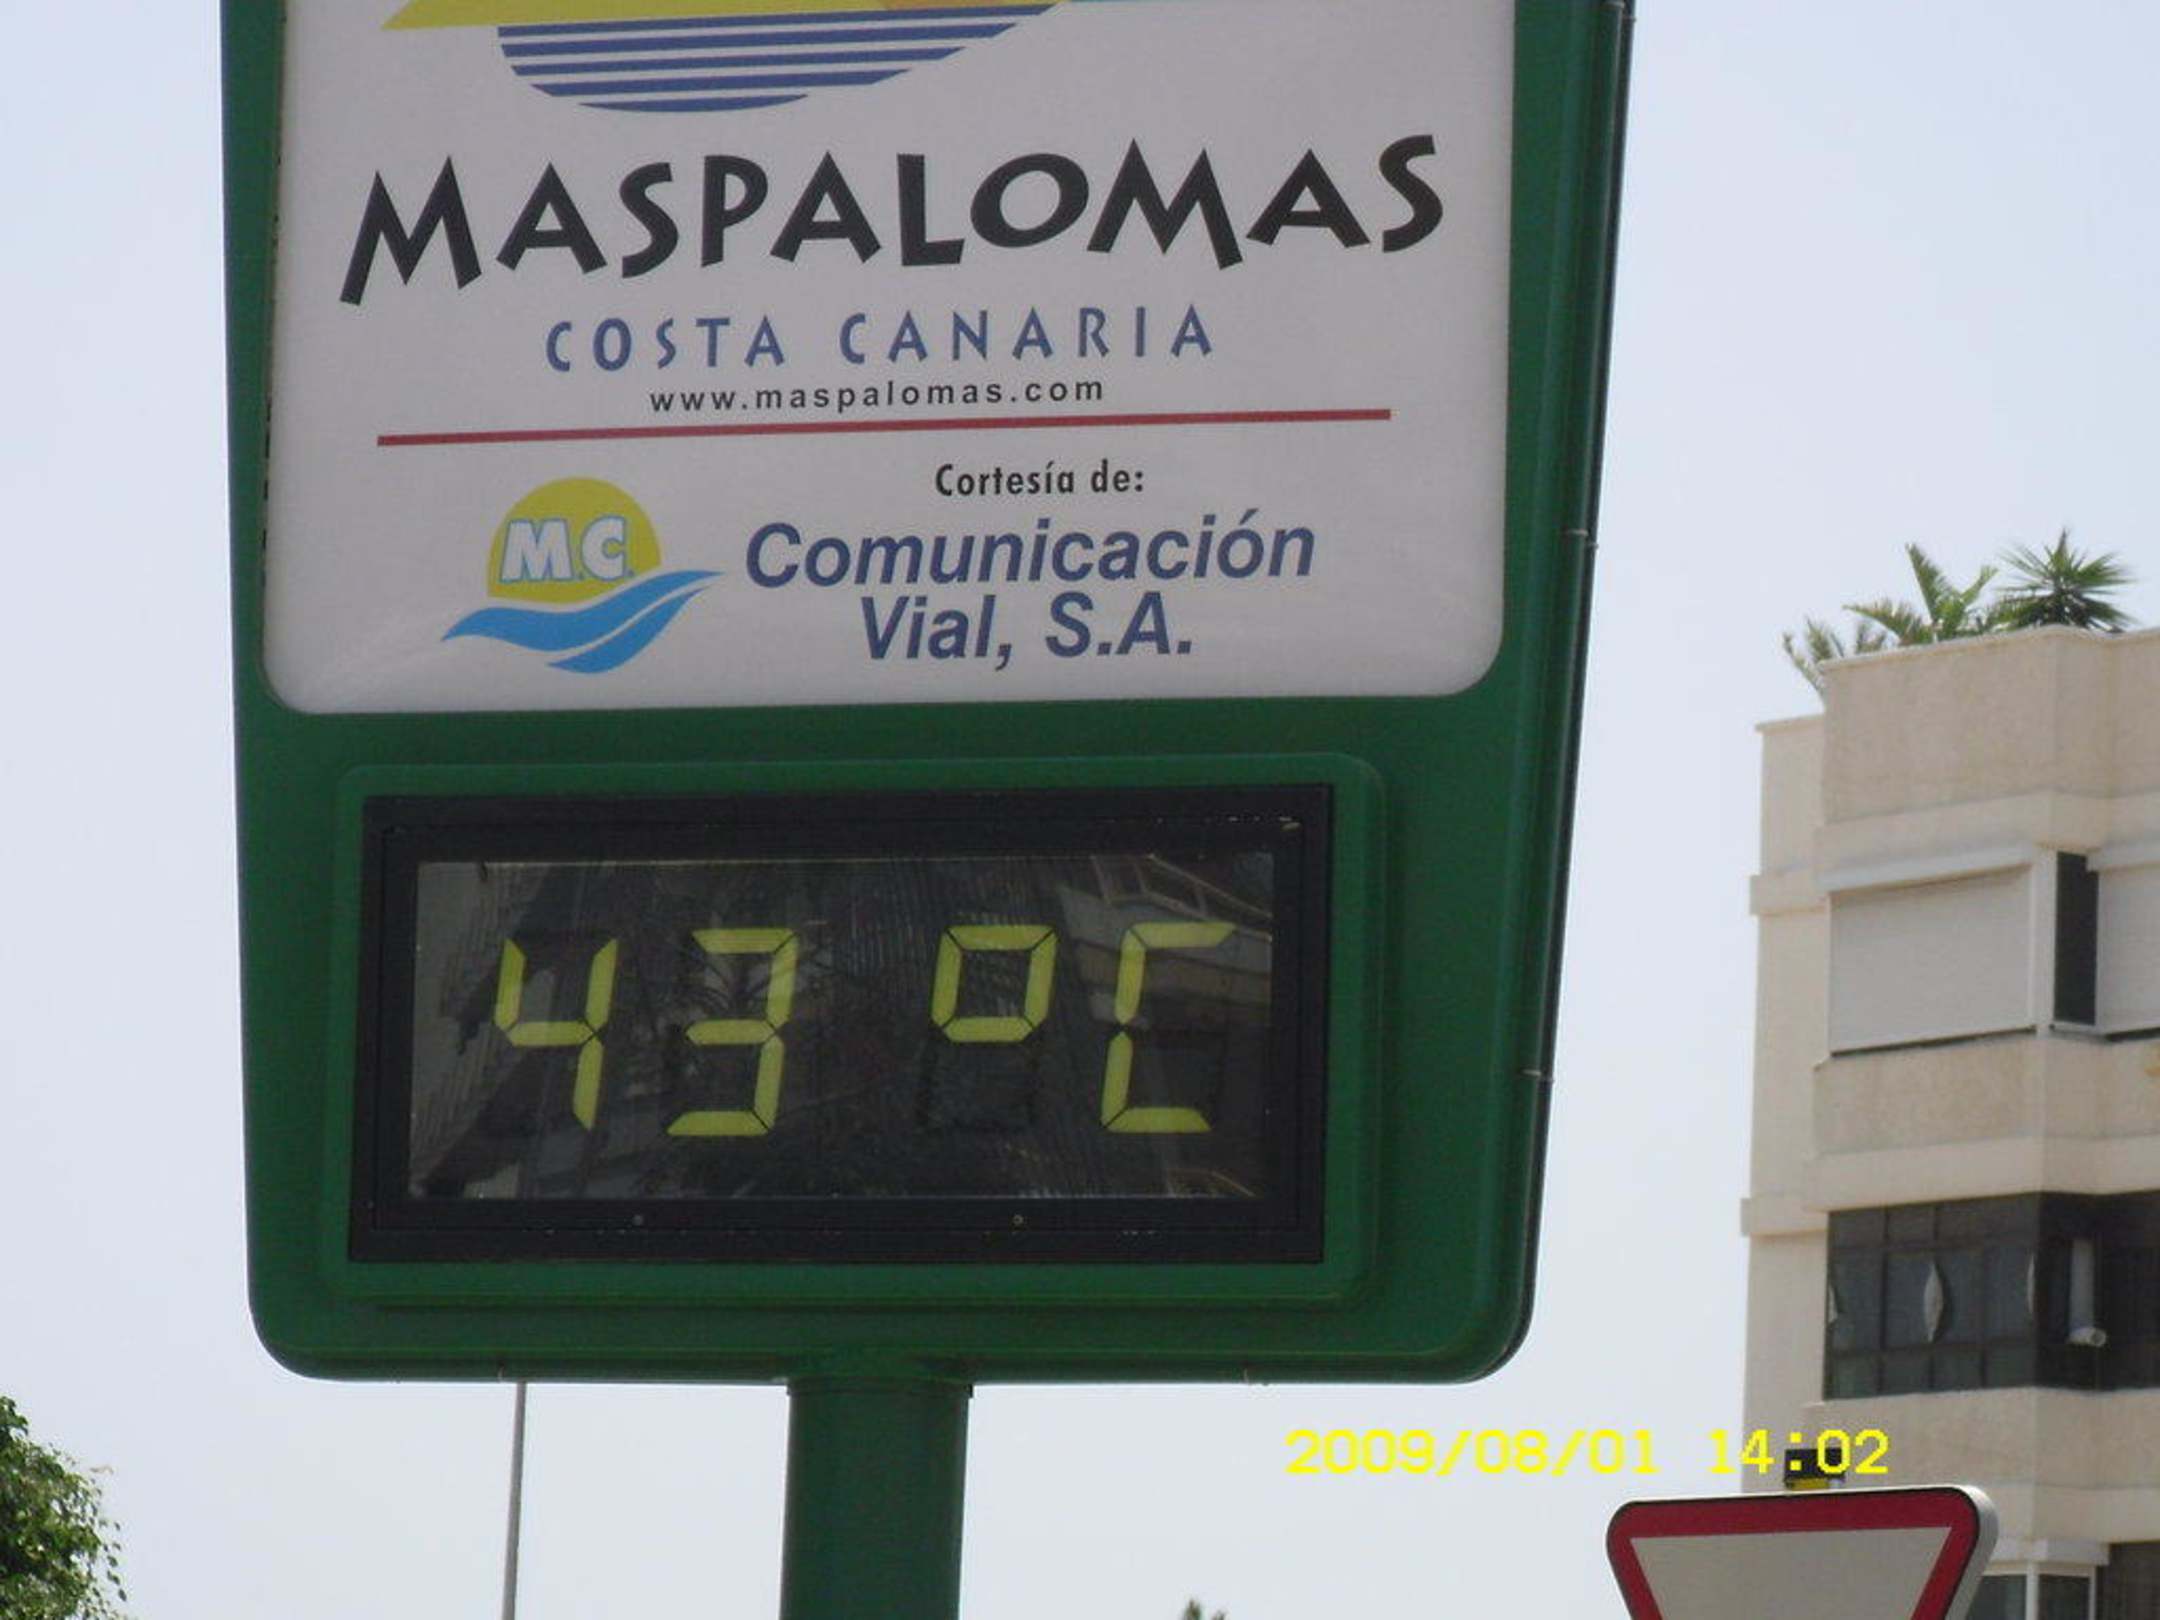 MASPALOMAS
COSTA CANARIA
www.maspalomas.com
Cortesía de:
M.C.
Comunicación
Vial, S.A.
43 ºC
2009/08/01 14:02